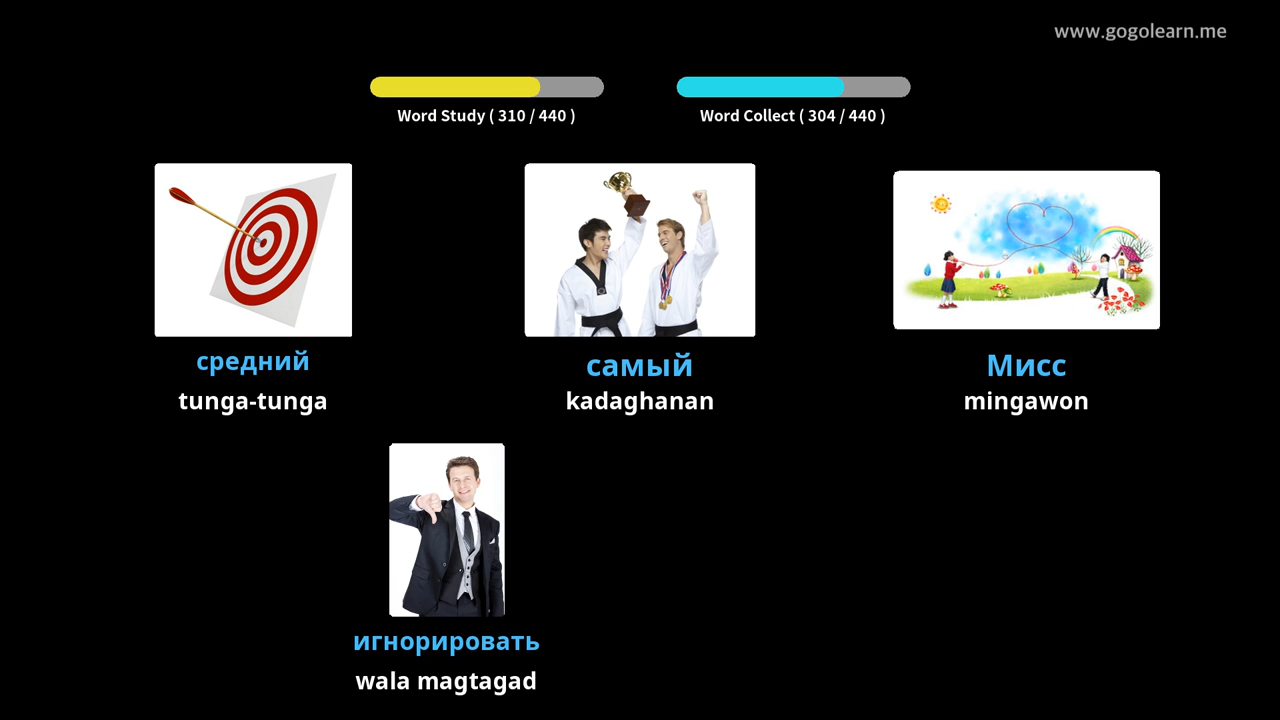 www.gogolearn.me
Word Study ( 310 / 440 )
Word Collect ( 304 / 440 )
средний
tunga-tunga
самый
kadaghanan
Мисс
mingawon
игнорировать
wala magtagad